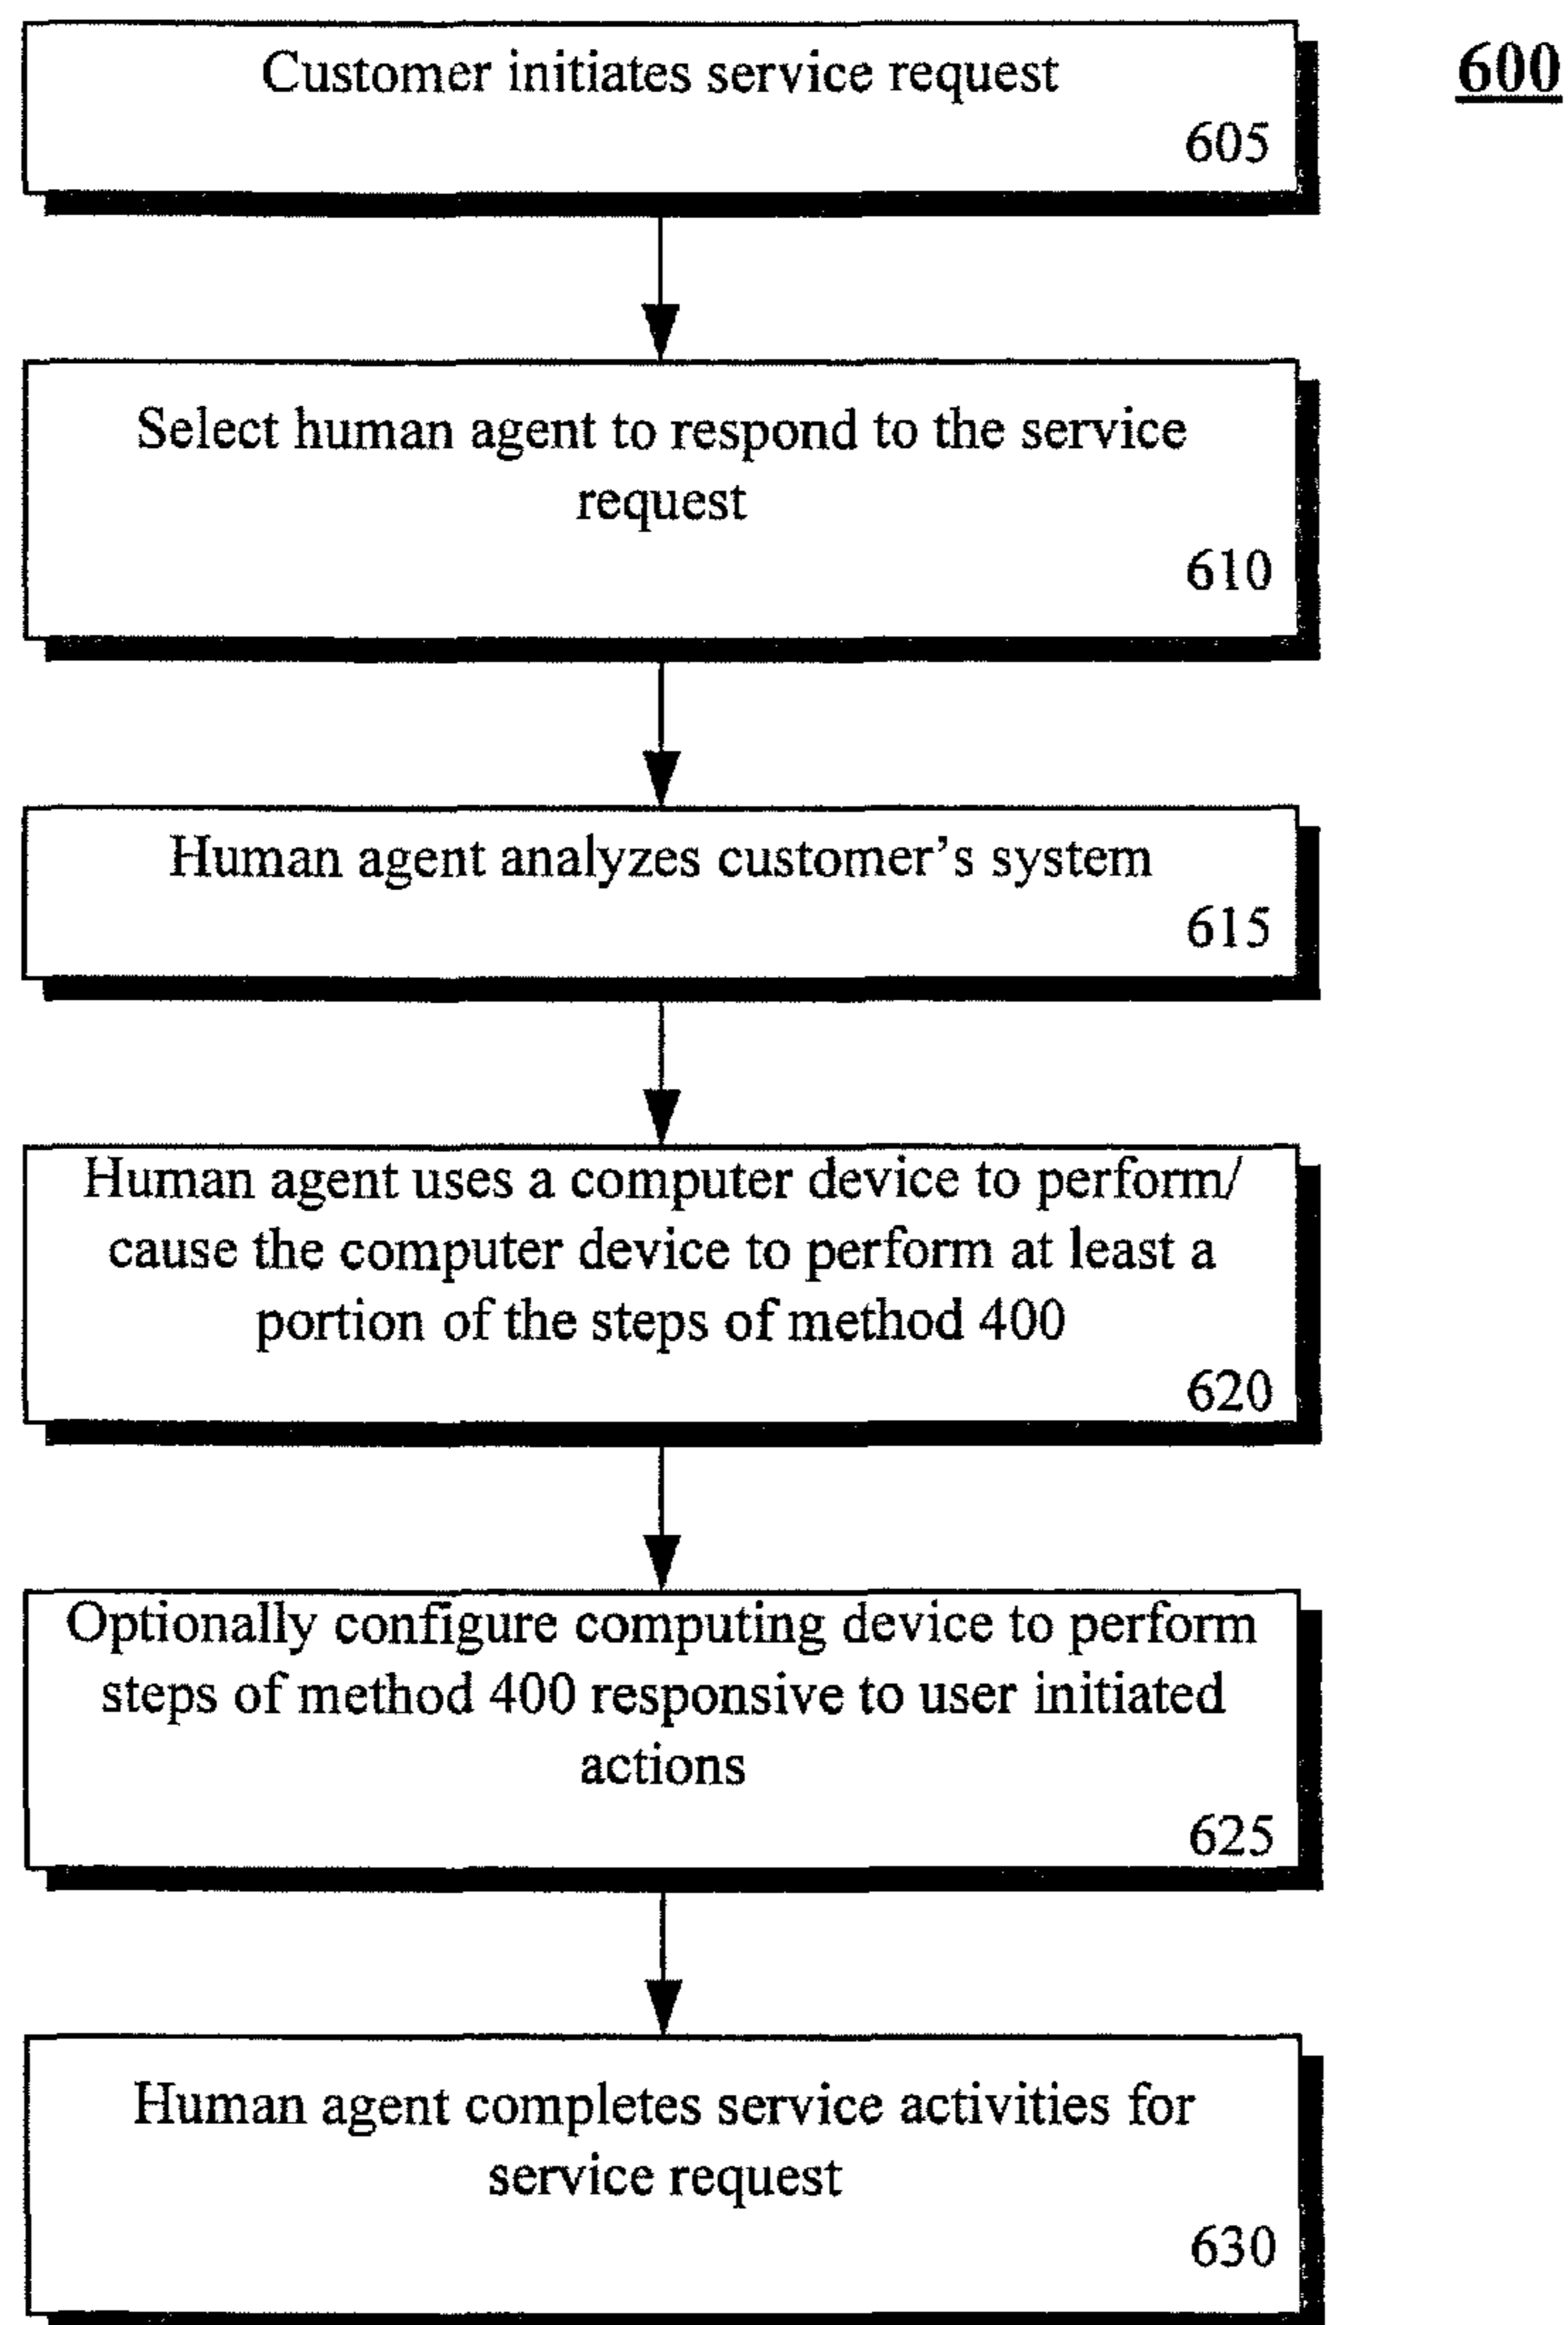 Customer initiates service request
600
605
Select human agent to respond to the service
request
610
Human agent analyzes customer's system
615
Human agent uses a computer device to perform/
cause the computer device to perform at least a
portion of the steps of method 400
620
Optionally configure computing device to perform
steps of method 400 responsive to user initiated
actions
625
Human agent completes service activities for
service request
630